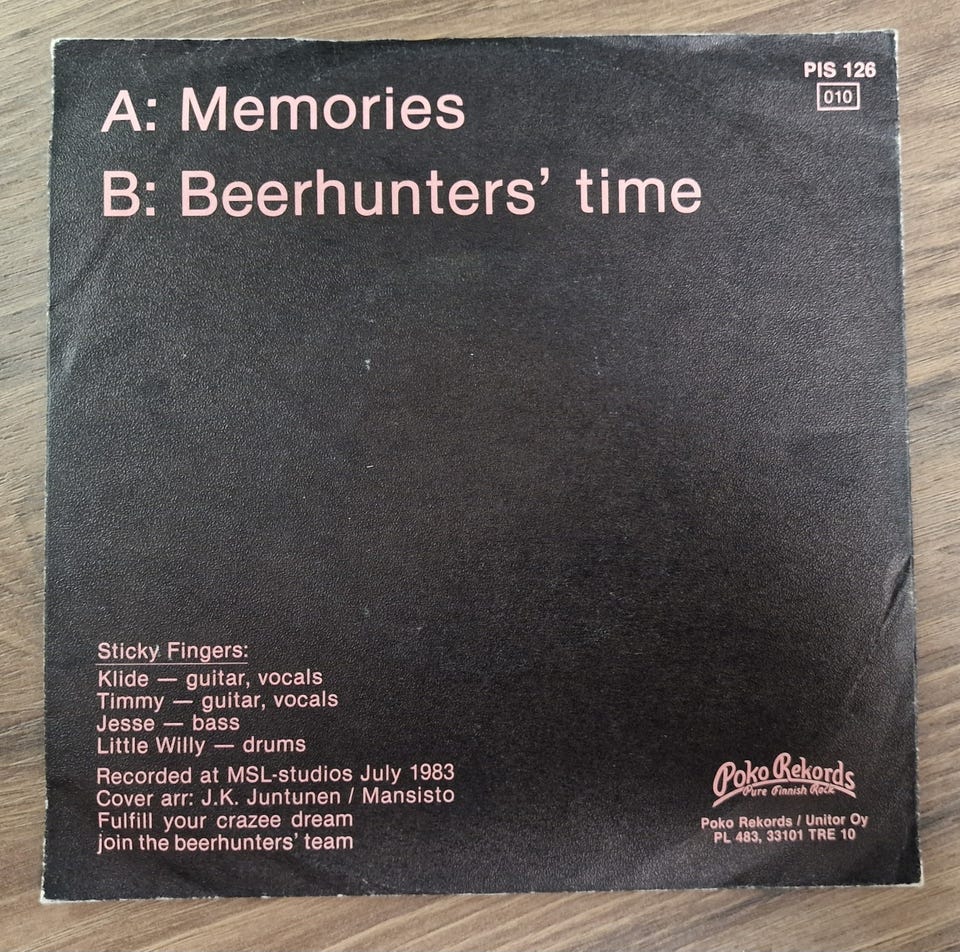 PIS 126
010
A: Memories
B: Beerhunters’ time
Sticky Fingers:
Klide — guitar, vocals
Timmy — guitar, vocals
Jesse — bass
Little Willy — drums
Recorded at MSL-studios July 1983
Cover arr: J.K. Juntunen / Mansisto
Fulfill your crazee dream
join the beerhunters’ team
Poko Rekords
Pure Finnish Rock
Poko Rekords / Unitor Oy
PL 483, 33101 TRE 10